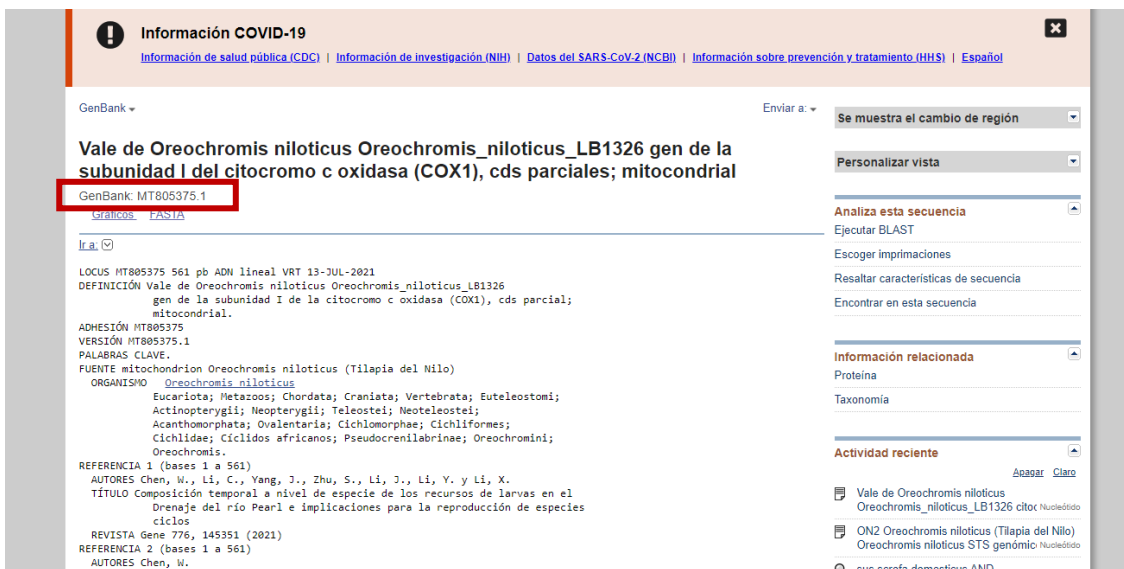 Información COVID-19
Información de salud pública (CDC) | Información de investigación (NIH) | Datos del SARS-CoV-2 (NCBI) | Información sobre prevención y tratamiento (HHS) | Español
GenBank
Enviar a:
Vale de Oreochromis niloticus Oreochromis_niloticus_LB1326 gen de la
subunidad I del citocromo c oxidasa (COX1), cds parciales; mitocondrial
GenBank: MT805375.1
Gráficos FASTA
Ir a:
LOCUS MT805375 561 pb ADN lineal VRT 13-JUL-2021
DEFINICIÓN Vale de Oreochromis niloticus Oreochromis_niloticus_LB1326
gen de la subunidad I de la citocromo c oxidasa (COX1), cds parcial;
mitocondrial.
ADHESIÓN MT805375
VERSIÓN MT805375.1
PALABRAS CLAVE.
FUENTE mitochondrion Oreochromis niloticus (Tilapia del Nilo)
ORGANISMO Oreochromis niloticus
Eucariota; Metazoos; Chordata; Craniata; Vertebrata; Euteleostomi;
Actinopterygii; Neopterygii; Teleostei; Neoteleostei;
Acanthomorphata; Ovalentaria; Cichlomorphae; Cichliformes;
Cichlidae; Cíclidos africanos; Pseudocrenilabrinae; Oreochromini;
Oreochromis.
REFERENCIA 1 (bases 1 a 561)
AUTORES Chen, W., Li, C., Yang, J., Zhu, S., Li, J., Li, Y. y Li, X.
TÍTULO Composición temporal a nivel de especie de los recursos de larvas en el
Drenaje del río Pearl e implicaciones para la reproducción de especies
ciclos
REVISTA Gene 776, 145351 (2021)
REFERENCIA 2 (bases 1 a 561)
AUTORES Chen, W.
Se muestra el cambio de región
Personalizar vista
Analiza esta secuencia
Ejecutar BLAST
Escoger imprimaciones
Resaltar características de secuencia
Encontrar en esta secuencia
Información relacionada
Proteína
Taxonomía
Actividad reciente
Apagar Claro
Vale de Oreochromis niloticus
Oreochromis_niloticus_LB1326 citoc Nucleótido
ON2 Oreochromis niloticus (Tilapia del Nilo)
Oreochromis niloticus STS genómic Nucleótido
sus scrofa domesticus AND